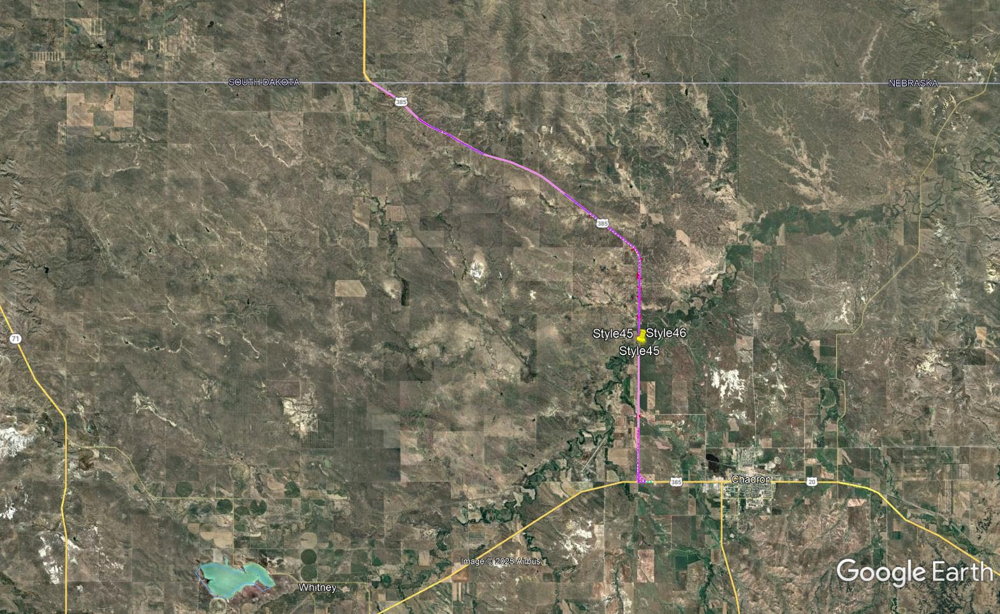 SOUTH DAKOTA
NEBRASKA
385
385
71
Style45
Style46
Style45
385
Chadron
20
Image © 2025 Airbus
Google Earth
Whitney